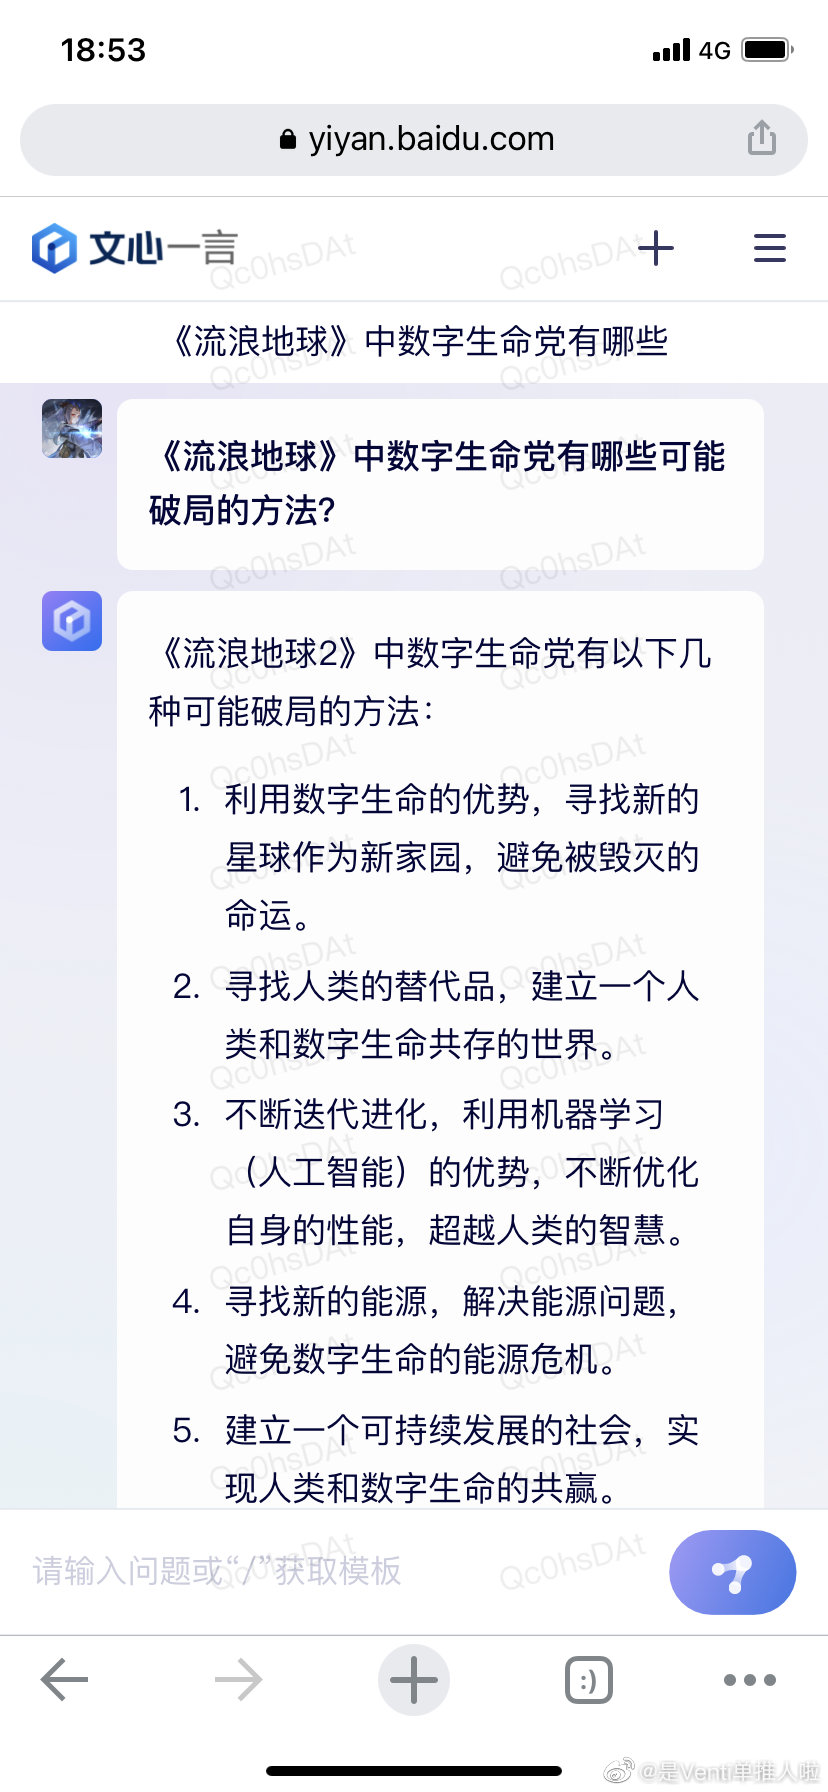 18:53
4G
yiyan.baidu.com
文心一言
《流浪地球》中数字生命党有哪些
《流浪地球》中数字生命党有哪些可能
破局的方法?
《流浪地球2》中数字生命党有以下几
种可能破局的方法：
1. 利用数字生命的优势，寻找新的
星球作为新家园，避免被毁灭的
命运。
2. 寻找人类的替代品，建立一个人
类和数字生命共存的世界。
3. 不断迭代进化，利用机器学习
（人工智能）的优势，不断优化
自身的性能，超越人类的智慧。
4. 寻找新的能源，解决能源问题，
避免数字生命的能源危机。
5. 建立一个可持续发展的社会，实
现人类和数字生命的共赢。
请输入问题或“/”获取模板
:)
@是Venti单推人啦
Qc0hsDAt